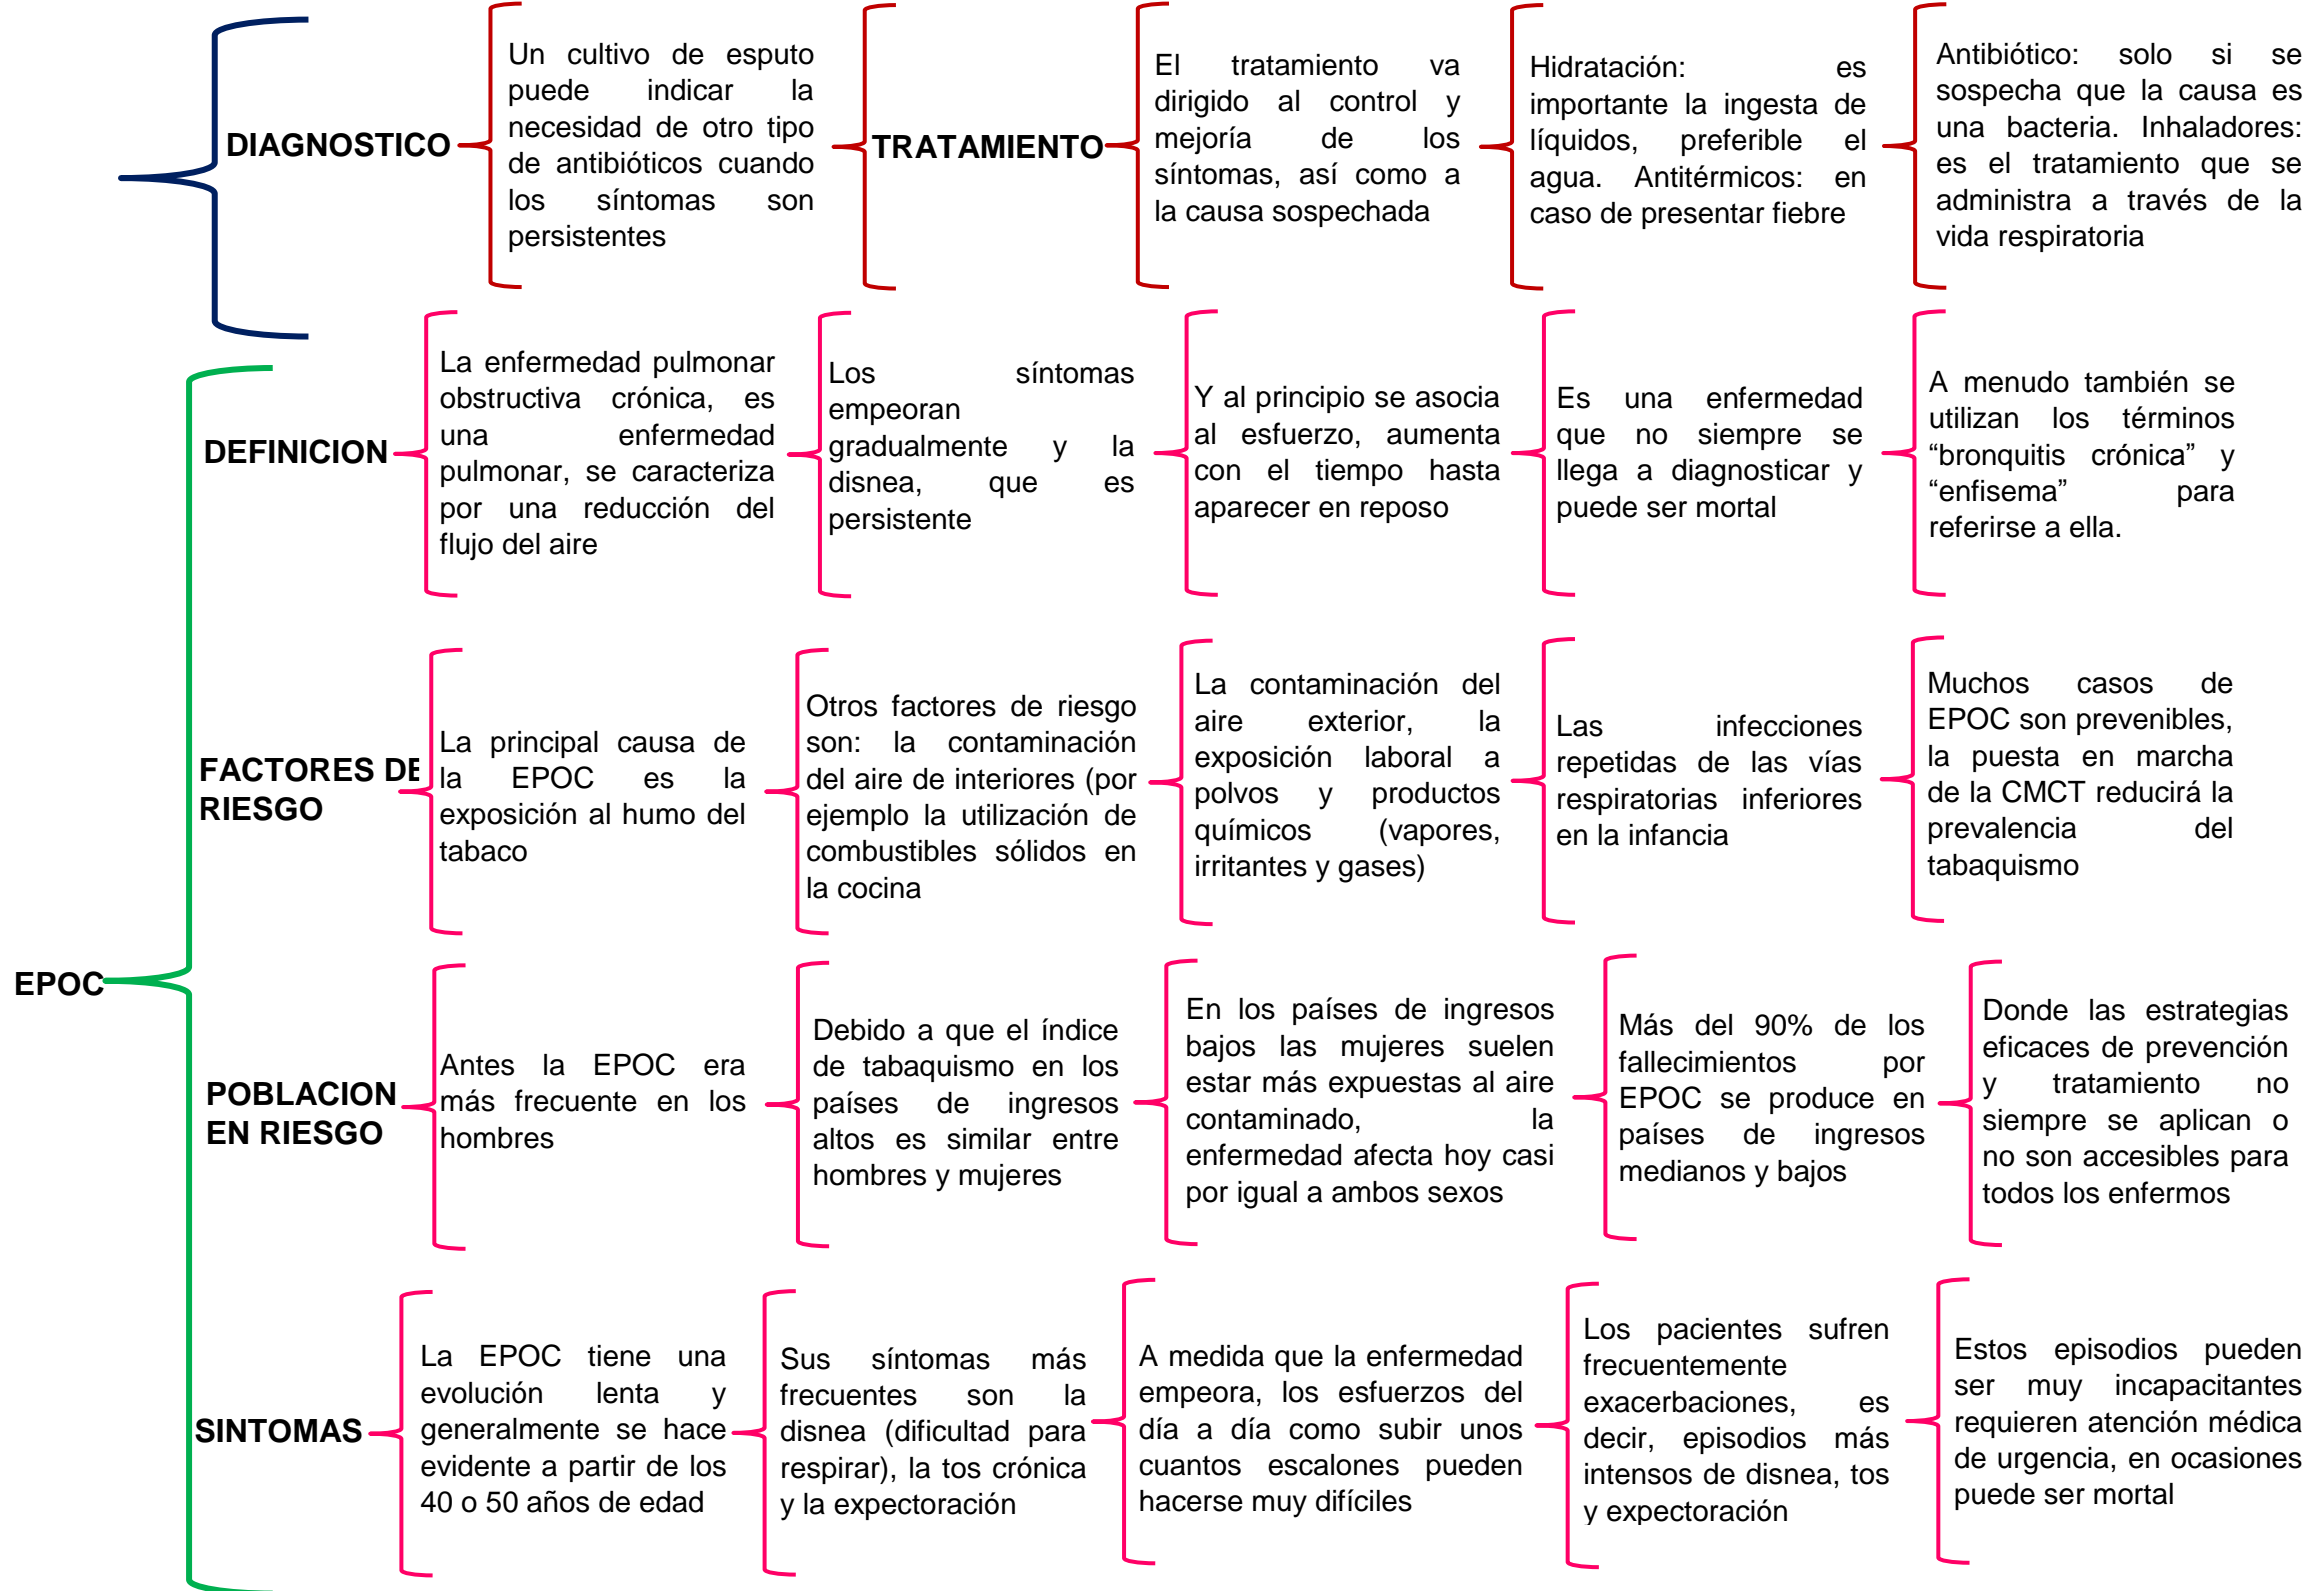 DIAGNOSTICO
Un cultivo de esputo
puede indicar la
necesidad de otro tipo
de antibióticos cuando
los síntomas son
persistentes
TRATAMIENTO
El tratamiento va
dirigido al control y
mejoría de los
síntomas, así como a
la causa sospechada
Hidratación: es
importante la ingesta de
líquidos, preferible el
agua. Antitérmicos: en
caso de presentar fiebre
Antibiótico: solo si se
sospecha que la causa es
una bacteria. Inhaladores:
es el tratamiento que se
administra a través de la
vida respiratoria
EPOC
DEFINICION
La enfermedad pulmonar
obstructiva crónica, es
una enfermedad
pulmonar, se caracteriza
por una reducción del
flujo del aire
Los síntomas
empeoran
gradualmente y la
disnea, que es
persistente
Y al principio se asocia
al esfuerzo, aumenta
con el tiempo hasta
aparecer en reposo
Es una enfermedad
que no siempre se
llega a diagnosticar y
puede ser mortal
A menudo también se
utilizan los términos
“bronquitis crónica” y
“enfisema” para
referirse a ella.
FACTORES DE
RIESGO
La principal causa de
la EPOC es la
exposición al humo del
tabaco
Otros factores de riesgo
son: la contaminación
del aire de interiores (por
ejemplo la utilización de
combustibles sólidos en
la cocina
La contaminación del
aire exterior, la
exposición laboral a
polvos y productos
químicos (vapores,
irritantes y gases)
Las infecciones
repetidas de las vías
respiratorias inferiores
en la infancia
Muchos casos de
EPOC son prevenibles,
la puesta en marcha
de la CMCT reducirá la
prevalencia del
tabaquismo
POBLACION
EN RIESGO
Antes la EPOC era
más frecuente en los
hombres
Debido a que el índice
de tabaquismo en los
países de ingresos
altos es similar entre
hombres y mujeres
En los países de ingresos
bajos las mujeres suelen
estar más expuestas al aire
contaminado, la
enfermedad afecta hoy casi
por igual a ambos sexos
Más del 90% de los
fallecimientos por
EPOC se produce en
países de ingresos
medianos y bajos
Donde las estrategias
eficaces de prevención
y tratamiento no
siempre se aplican o
no son accesibles para
todos los enfermos
SINTOMAS
La EPOC tiene una
evolución lenta y
generalmente se hace
evidente a partir de los
40 o 50 años de edad
Sus síntomas más
frecuentes son la
disnea (dificultad para
respirar), la tos crónica
y la expectoración
A medida que la enfermedad
empeora, los esfuerzos del
día a día como subir unos
cuantos escalones pueden
hacerse muy difíciles
Los pacientes sufren
frecuentemente
exacerbaciones, es
decir, episodios más
intensos de disnea, tos
y expectoración
Estos episodios pueden
ser muy incapacitantes
requieren atención médica
de urgencia, en ocasiones
puede ser mortal